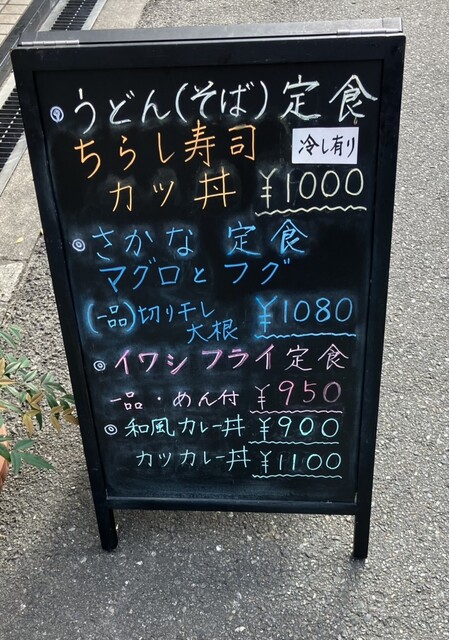 ◎うどん(そば)定食
ちらし寿司 冷し有り
カツ丼 ¥1000
◎さかな定食
マグロとフグ
(一品)切り干し大根 ¥1080
◎イワシフライ定食
一品・めん付 ¥950
◎和風カレー丼 ¥900
カツカレー丼 ¥1100